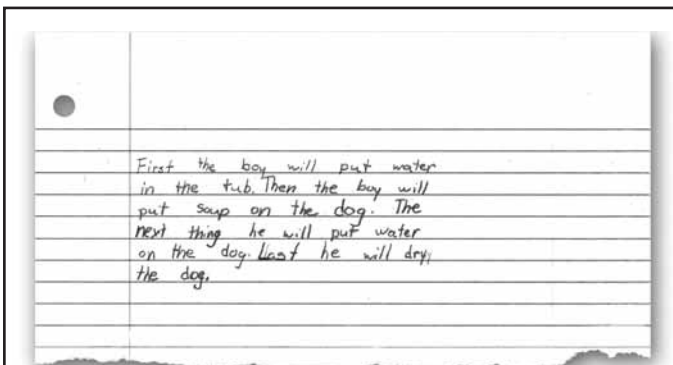 First the boy will put water
in the tub. Then the boy will
put soup on the dog. The
next thing he will put water
on the dog. Last he will dry
the dog.